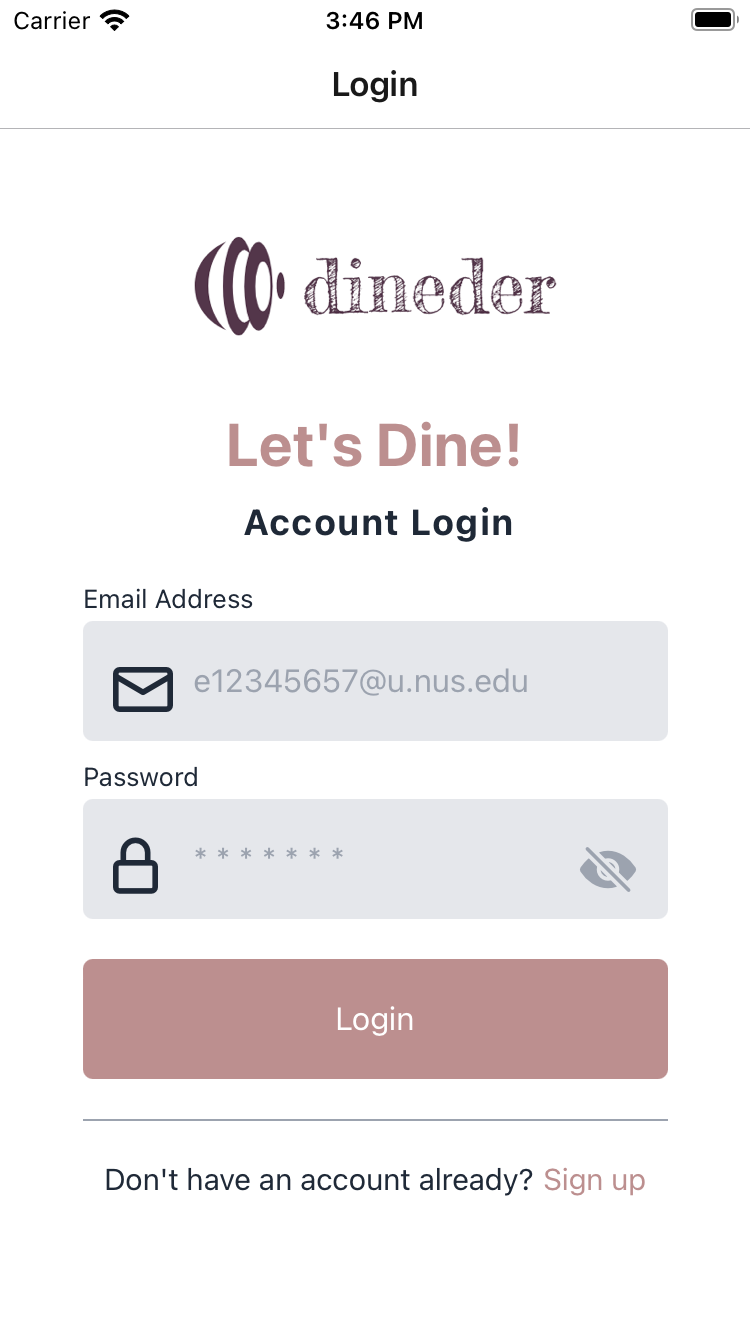 Carrier 3:46 PM
Login
dineder
Let's Dine!
Account Login
Email Address
e12345657@u.nus.edu
Password
* * * * * * *
Login
Don't have an account already? Sign up